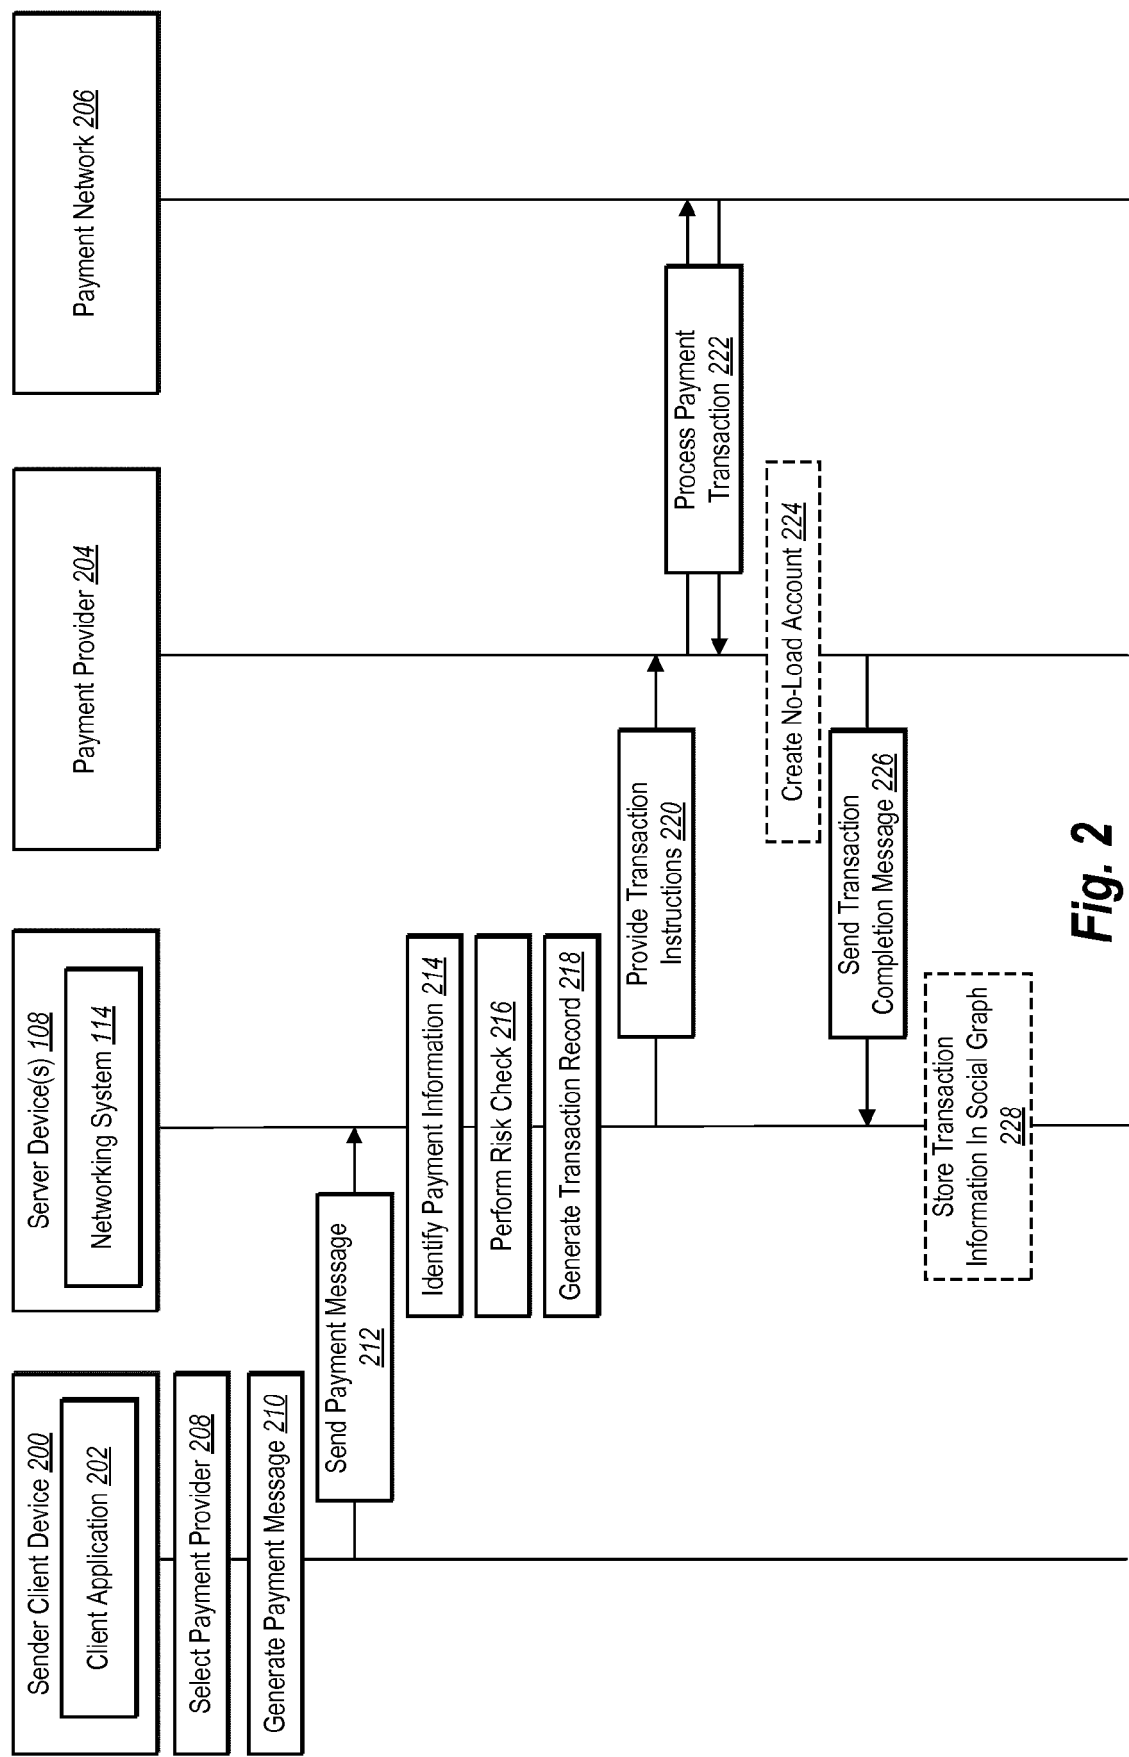 Sender Client Device 200
Client Application 202
Server Device(s) 108
Networking System 114
Payment Provider 204
Payment Network 206
Select Payment Provider 208
Generate Payment Message 210
Send Payment Message
212
Identify Payment Information 214
Perform Risk Check 216
Generate Transaction Record 218
Provide Transaction
Instructions 220
Process Payment
Transaction 222
Create No-Load Account 224
Send Transaction
Completion Message 226
Store Transaction
Information In Social Graph
228
Fig. 2